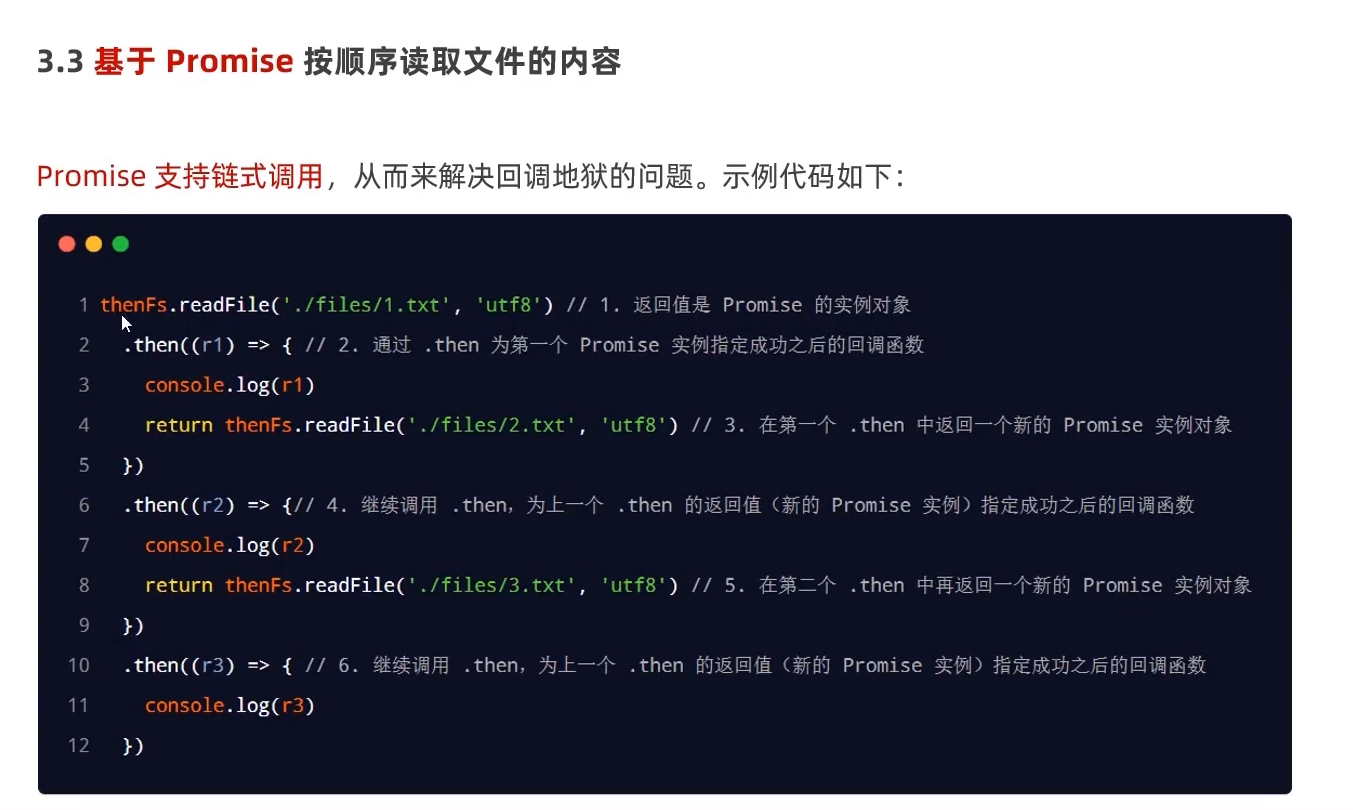 3.3 基于 Promise 按顺序读取文件的内容
Promise 支持链式调用，从而来解决回调地狱的问题。示例代码如下：
1 thenFs.readFile('./files/1.txt', 'utf8') // 1. 返回值是 Promise 的实例对象
2 .then((r1) => { // 2. 通过 .then 为第一个 Promise 实例指定成功之后的回调函数
3 console.log(r1)
4 return thenFs.readFile('./files/2.txt', 'utf8') // 3. 在第一个 .then 中返回一个新的 Promise 实例对象
5 })
6 .then((r2) => {// 4. 继续调用 .then，为上一个 .then 的返回值（新的 Promise 实例）指定成功之后的回调函数
7 console.log(r2)
8 return thenFs.readFile('./files/3.txt', 'utf8') // 5. 在第二个 .then 中再返回一个新的 Promise 实例对象
9 })
10 .then((r3) => { // 6. 继续调用 .then，为上一个 .then 的返回值（新的 Promise 实例）指定成功之后的回调函数
11 console.log(r3)
12 })